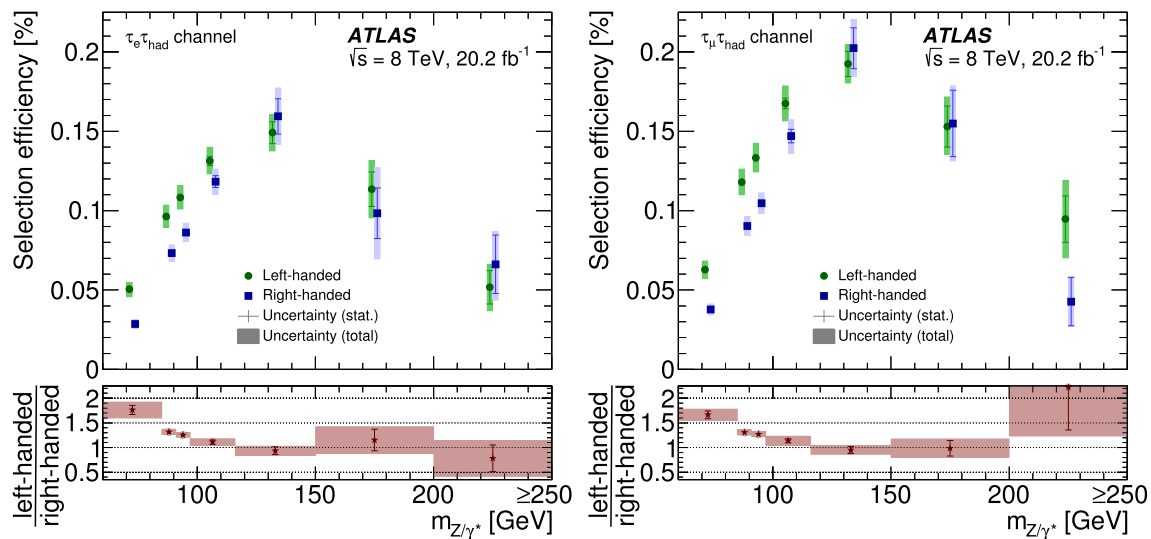 Selection efficiency [%]
τ_eτ_had channel
ATLAS
√s = 8 TeV, 20.2 fb⁻¹
0.2
0.15
0.1
0.05
0
Left-handed
Right-handed
Uncertainty (stat.)
Uncertainty (total)
left-handed
right-handed
2
1.5
1
0.5
100 150 200 ≥250
m_Z/γ* [GeV]
Selection efficiency [%]
τ_μτ_had channel
ATLAS
√s = 8 TeV, 20.2 fb⁻¹
0.2
0.15
0.1
0.05
0
Left-handed
Right-handed
Uncertainty (stat.)
Uncertainty (total)
left-handed
right-handed
2
1.5
1
0.5
100 150 200 ≥250
m_Z/γ* [GeV]